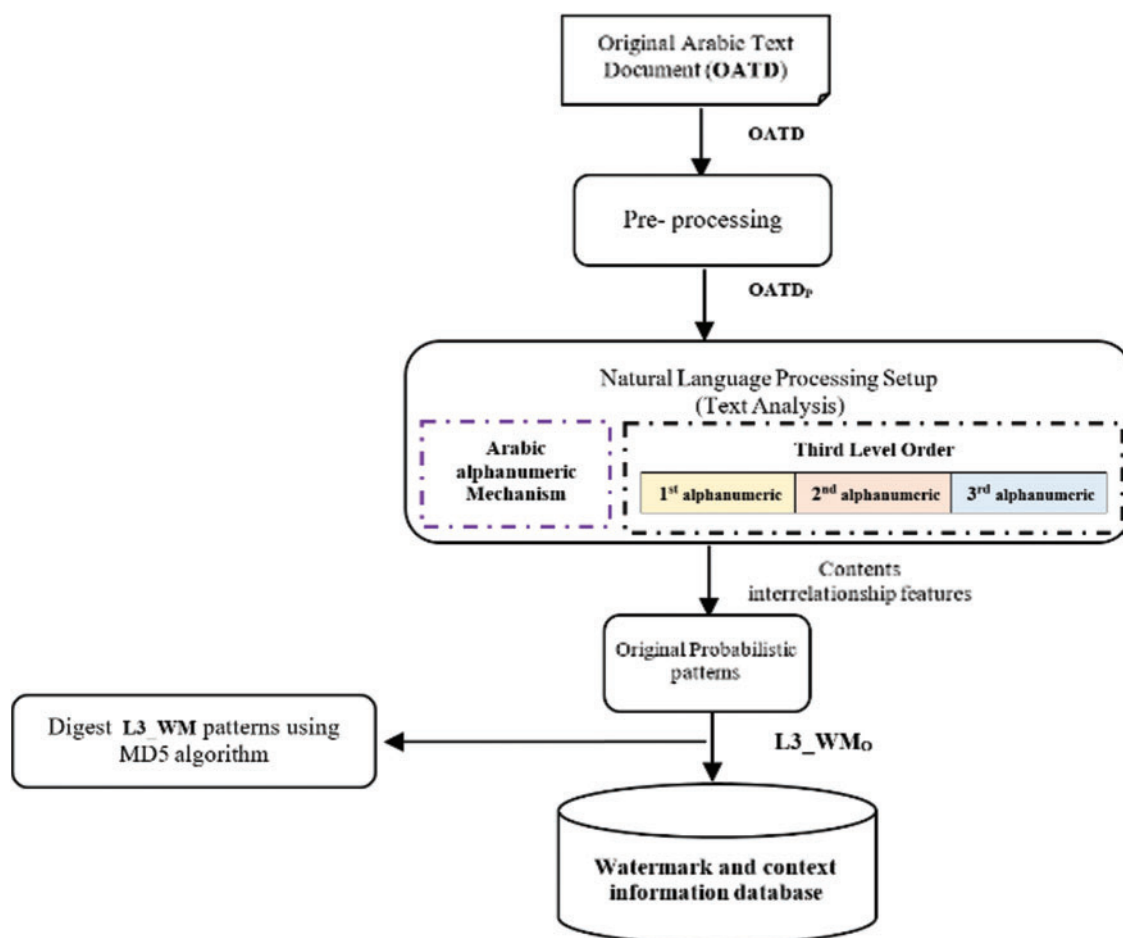 Original Arabic Text
Document (OATD)
OATD
Pre- processing
OATDP
Natural Language Processing Setup
(Text Analysis)
Arabic
alphanumeric
Mechanism
Third Level Order
1st alphanumeric
2nd alphanumeric
3rd alphanumeric
Contents
interrelationship features
Original Probabilistic
patterns
Digest L3_WM patterns using
MD5 algorithm
L3_WMO
Watermark and context
information database